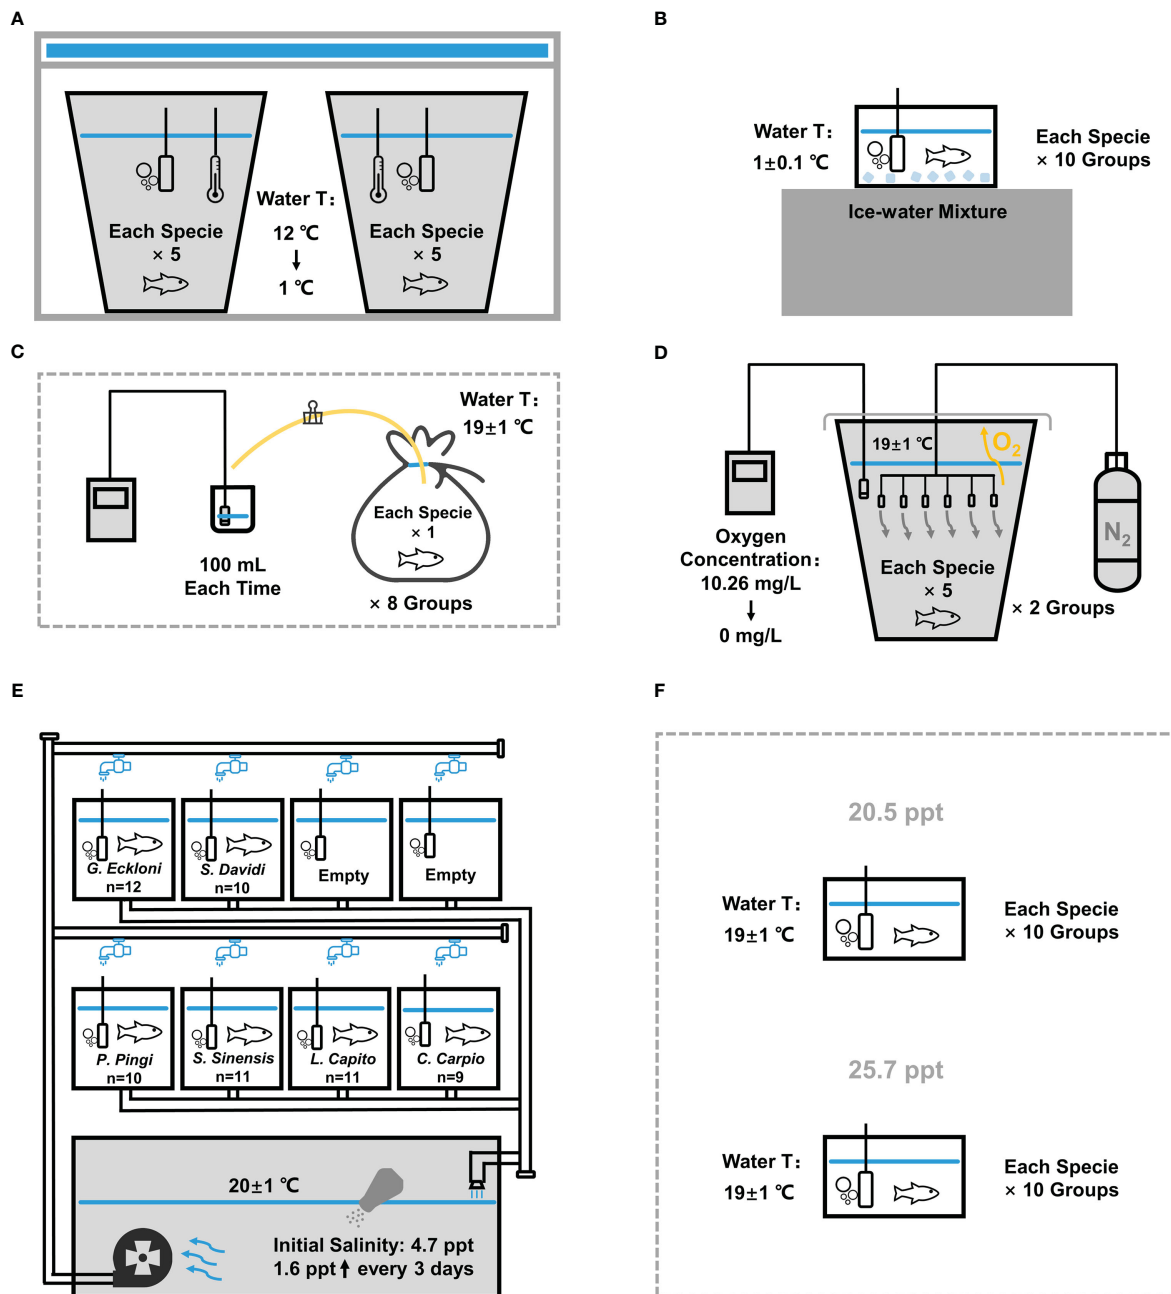 A
Each Specie
× 5
Water T:
12 ℃
1 ℃
Each Specie
× 5
B
Water T:
1±0.1 ℃
Each Specie
× 10 Groups
Ice-water Mixture
C
Water T:
19±1 ℃
Each Specie
× 1
100 mL
Each Time
× 8 Groups
D
19±1 ℃
O2
N2
Oxygen
Concentration:
10.26 mg/L
0 mg/L
Each Specie
× 5
× 2 Groups
E
G. Eckloni
n=12
S. Davidi
n=10
Empty
Empty
P. Pingi
n=10
S. Sinensis
n=11
L. Capito
n=11
C. Carpio
n=9
20±1 ℃
Initial Salinity: 4.7 ppt
1.6 ppt↑ every 3 days
F
20.5 ppt
Water T:
19±1 ℃
Each Specie
× 10 Groups
25.7 ppt
Water T:
19±1 ℃
Each Specie
× 10 Groups